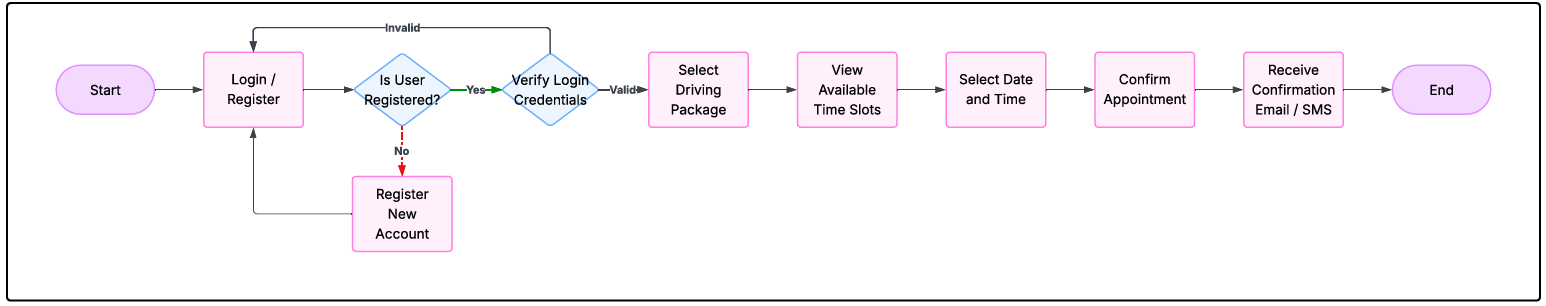 Invalid
Start
Login /
Register
Is User
Registered?
Yes
Verify Login
Credentials
Valid
Select
Driving
Package
View
Available
Time Slots
Select Date
and Time
Confirm
Appointment
Receive
Confirmation
Email / SMS
End
No
Register
New
Account